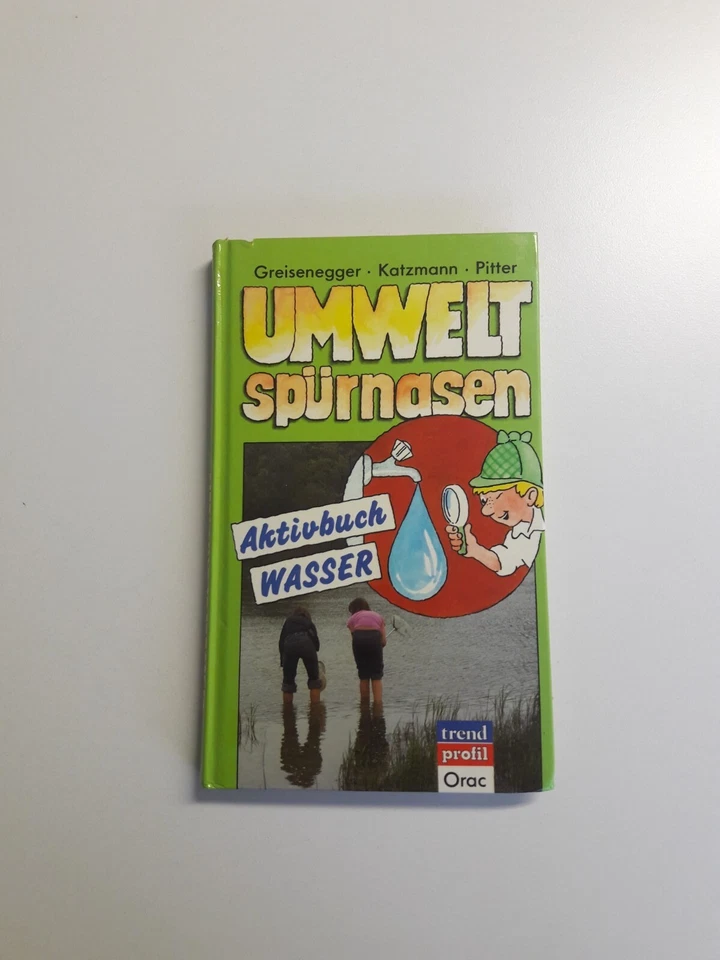 Greisenegger · Katzmann · Pitter
UMWELT
spürnasen
Aktivbuch
WASSER
trend
profil
Orac